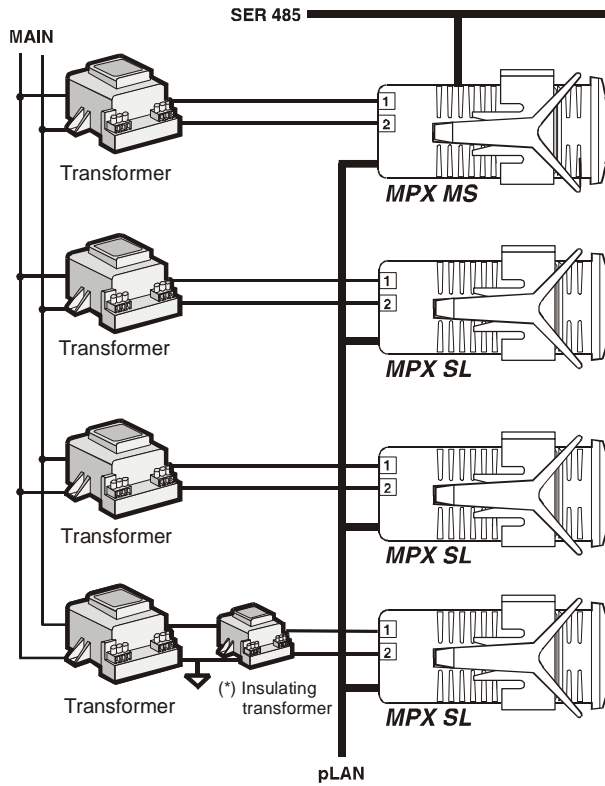 SER 485
MAIN
1
2
Transformer
MPX MS
1
2
Transformer
MPX SL
1
2
Transformer
MPX SL
1
2
Transformer
(*) Insulating
transformer
MPX SL
pLAN